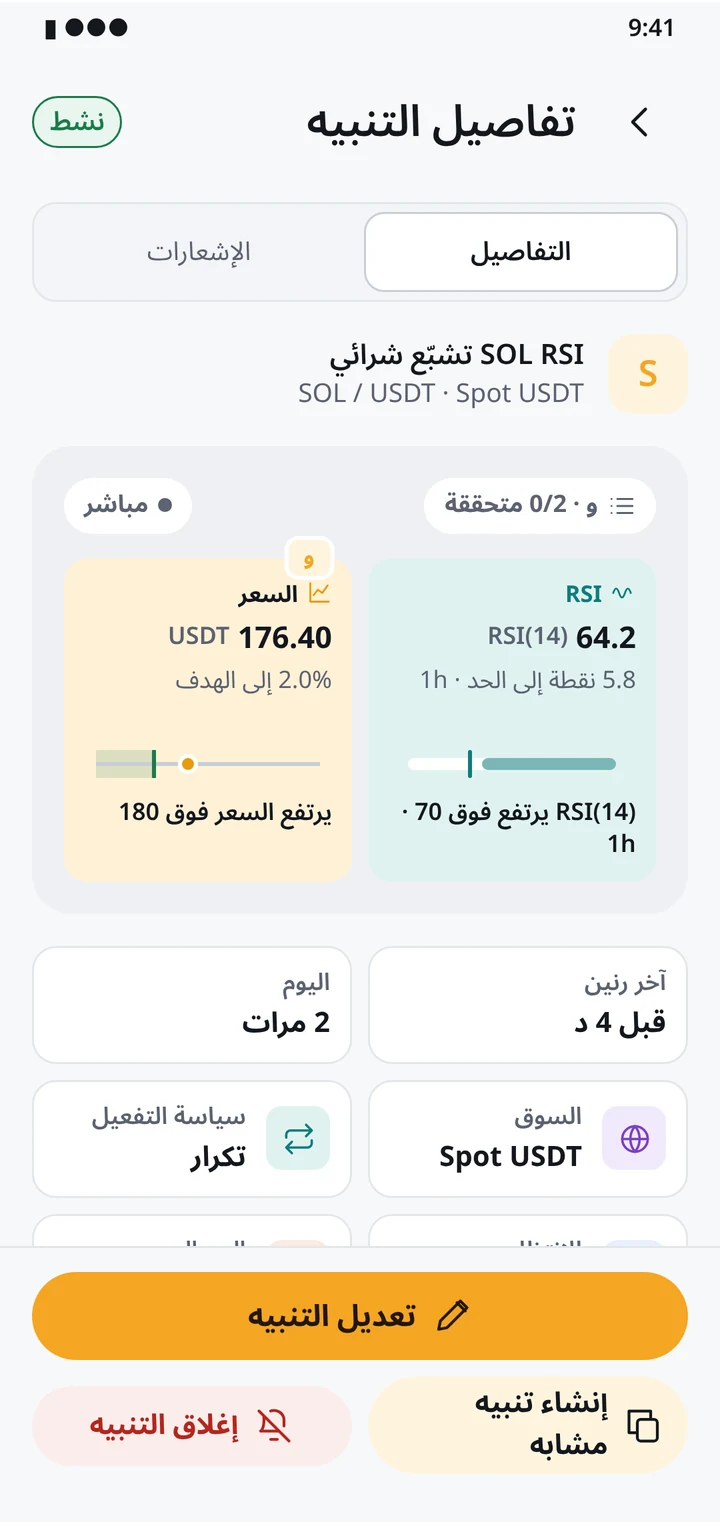 9:41
تفاصيل التنبيه
نشط
التفاصيل
الإشعارات
S
SOL RSI تشبّع شرائي
SOL / USDT · Spot USDT
و · 0/2 متحققة
مباشر
و
RSI
64.2 RSI(14)
5.8 نقطة إلى الحد · 1h
RSI(14) يرتفع فوق 70 ·
1h
السعر
176.40 USDT
2.0% إلى الهدف
يرتفع السعر فوق 180
آخر رنين
قبل 4 د
اليوم
2 مرات
السوق
Spot USDT
سياسة التفعيل
تكرار
تعديل التنبيه
إنشاء تنبيه
مشابه
إغلاق التنبيه